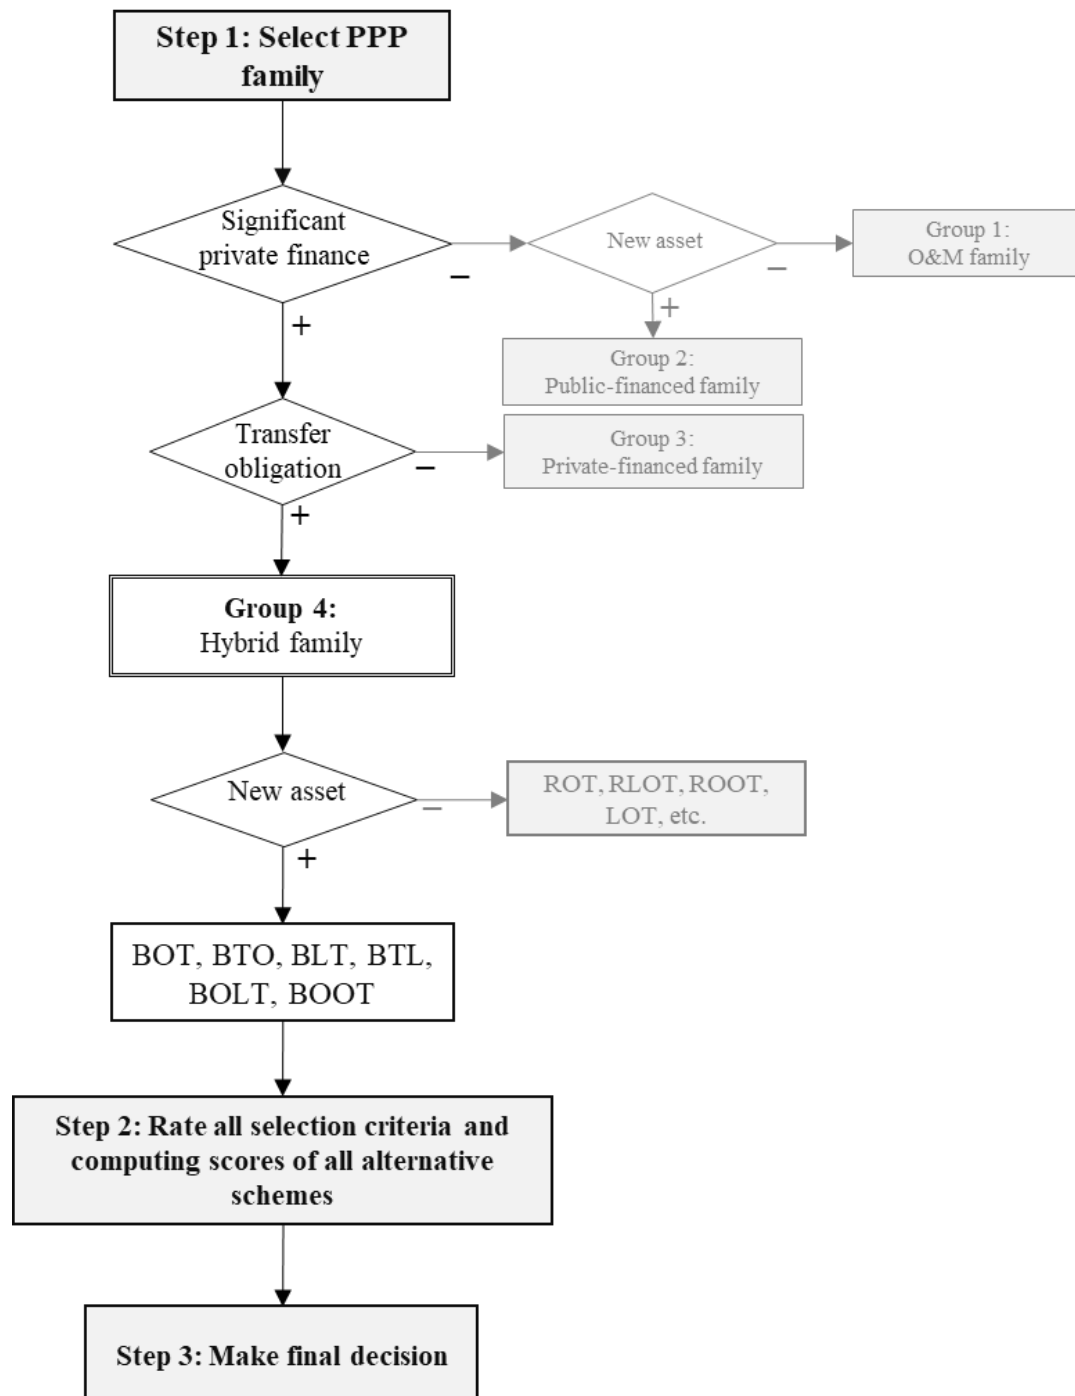 Step 1: Select PPP
family
Significant
private finance
−
New asset
−
Group 1:
O&M family
+
+
Group 2:
Public-financed family
Transfer
obligation
−
Group 3:
Private-financed family
+
Group 4:
Hybrid family
New asset
−
ROT, RLOT, ROOT,
LOT, etc.
+
BOT, BTO, BLT, BTL,
BOLT, BOOT
Step 2: Rate all selection criteria and
computing scores of all alternative
schemes
Step 3: Make final decision